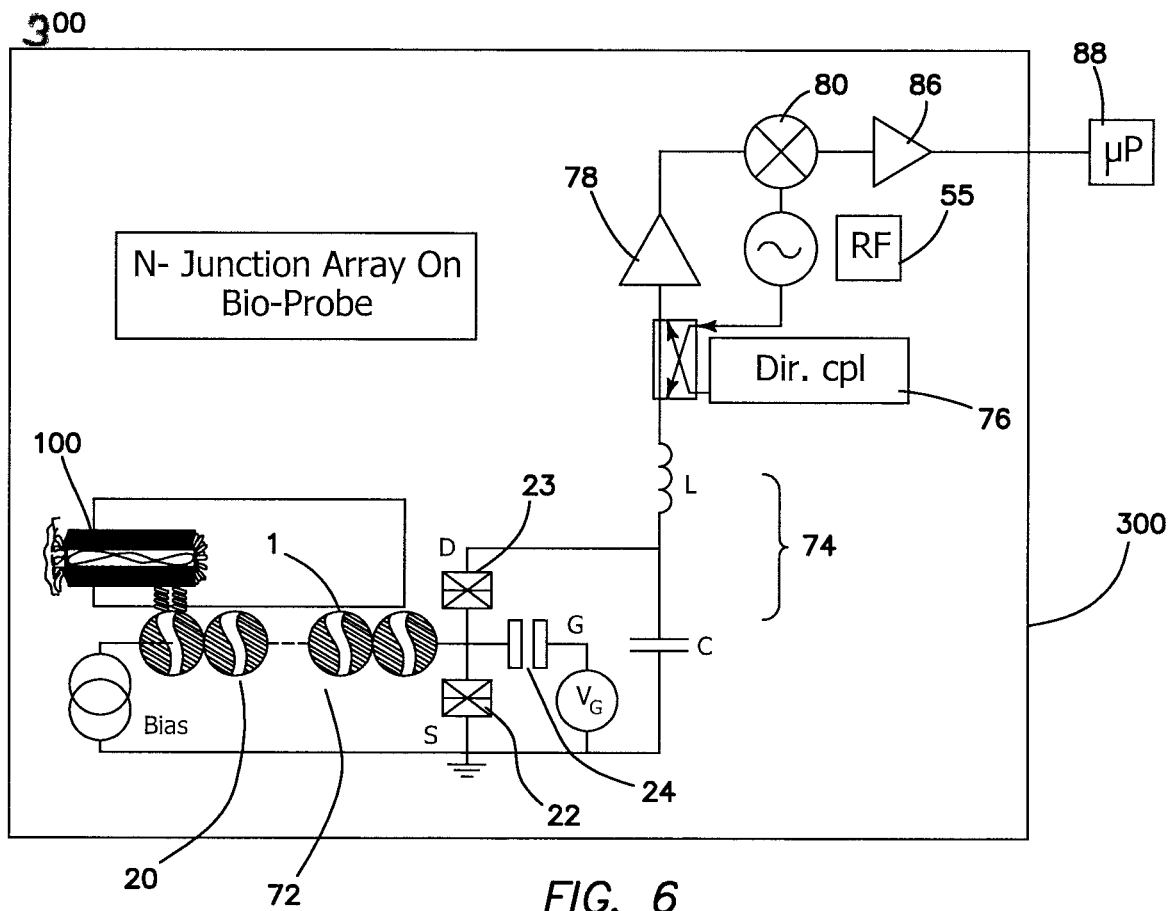 300
88
80
86
µP
78
55
RF
N- Junction Array On
Bio-Probe
Dir. cpl
76
100
23
L
1
D
74
300
G
C
V_G
Bias
S
24
22
20
72
FIG. 6